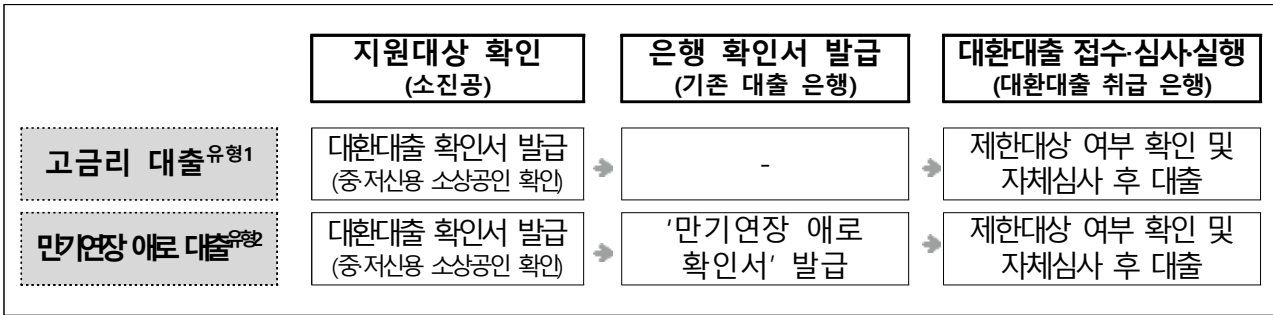 지원대상 확인
(소진공)
은행 확인서 발급
(기존 대출 은행)
대환대출 접수·심사·실행
(대환대출 취급 은행)
고금리 대출유형1
대환대출 확인서 발급
(중·저신용 소상공인 확인)
-
제한대상 여부 확인 및
자체심사 후 대출
만기연장 애로 대출유형2
대환대출 확인서 발급
(중·저신용 소상공인 확인)
‘만기연장 애로
확인서’ 발급
제한대상 여부 확인 및
자체심사 후 대출